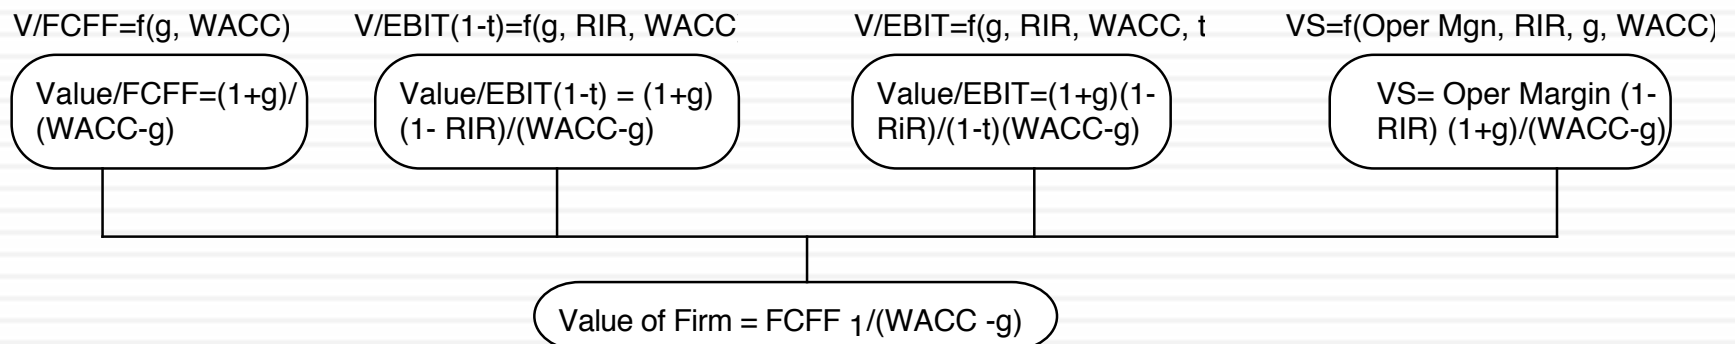 V/FCFF=f(g, WACC)
V/EBIT(1-t)=f(g, RIR, WACC
V/EBIT=f(g, RIR, WACC, t
VS=f(Oper Mgn, RIR, g, WACC)
Value/FCFF=(1+g)/
(WACC-g)
Value/EBIT(1-t) = (1+g)
(1- RIR)/(WACC-g)
Value/EBIT=(1+g)(1-
RiR)/(1-t)(WACC-g)
VS= Oper Margin (1-
RIR) (1+g)/(WACC-g)
Value of Firm = FCFF 1/(WACC -g)